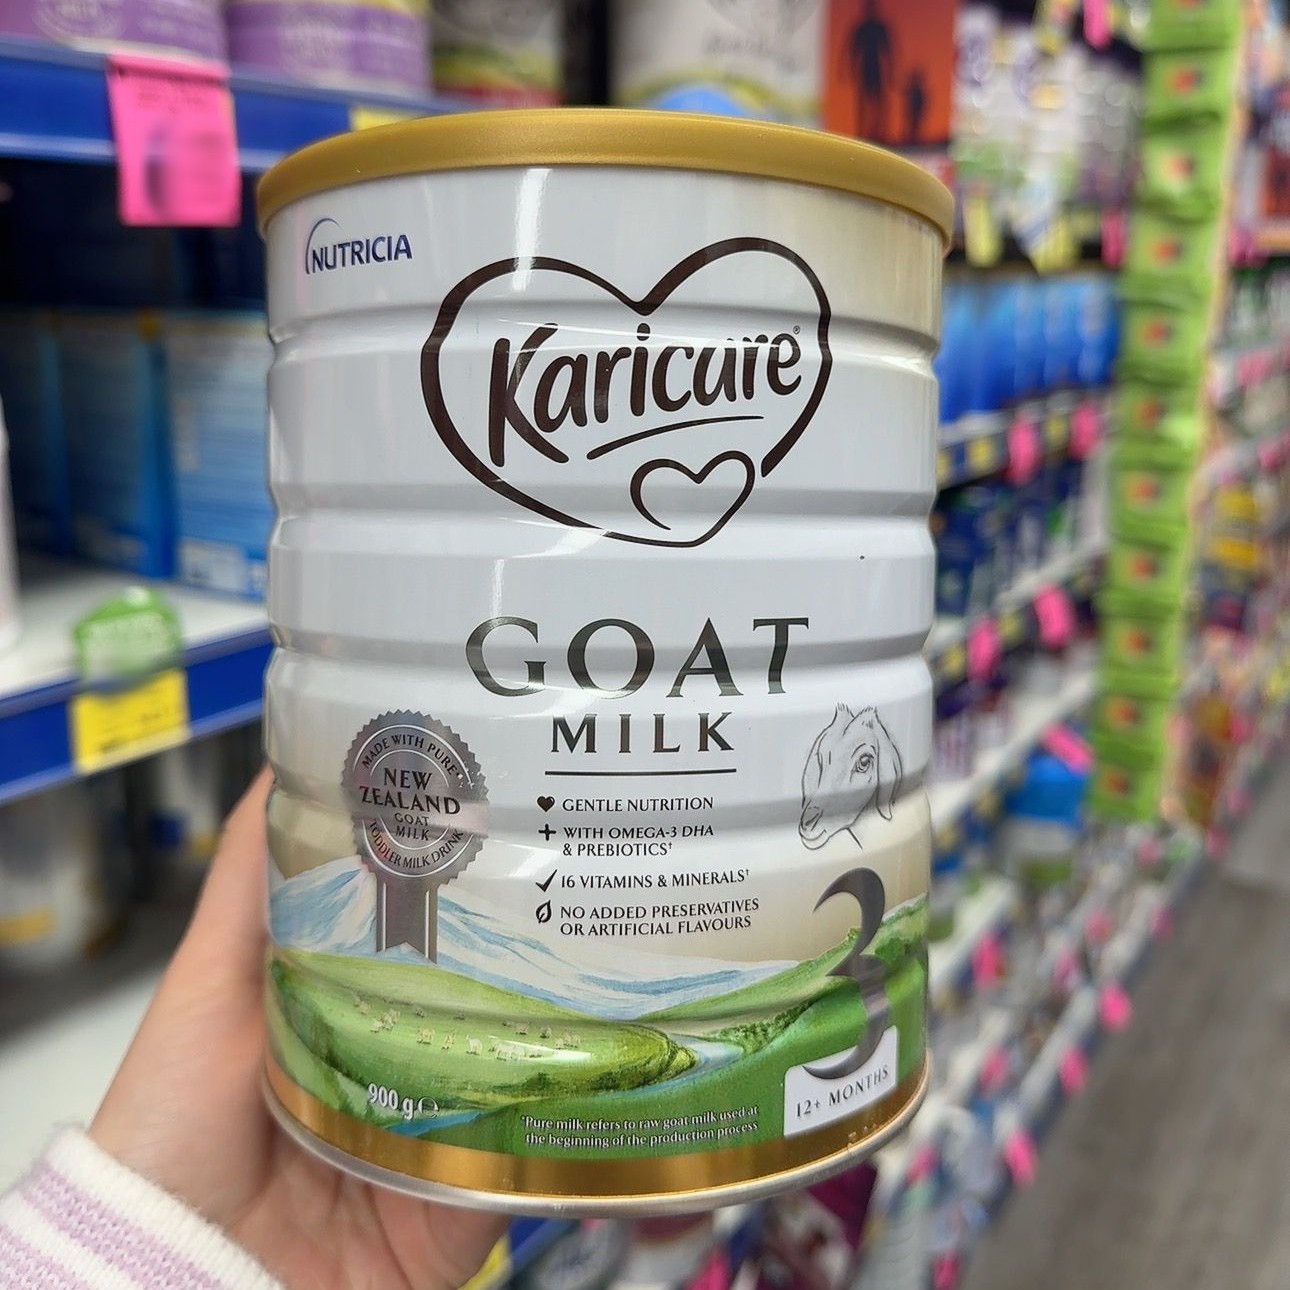 NUTRICIA
Karicare®
GOAT
MILK
MADE WITH PURE*
NEW
ZEALAND
GOAT
MILK
TODDLER MILK DRINK
GENTLE NUTRITION
WITH OMEGA-3 DHA
& PREBIOTICS†
16 VITAMINS & MINERALS†
NO ADDED PRESERVATIVES
OR ARTIFICIAL FLAVOURS
3
12+ MONTHS
900 g ℮
*Pure milk refers to raw goat milk used at
the beginning of the production process